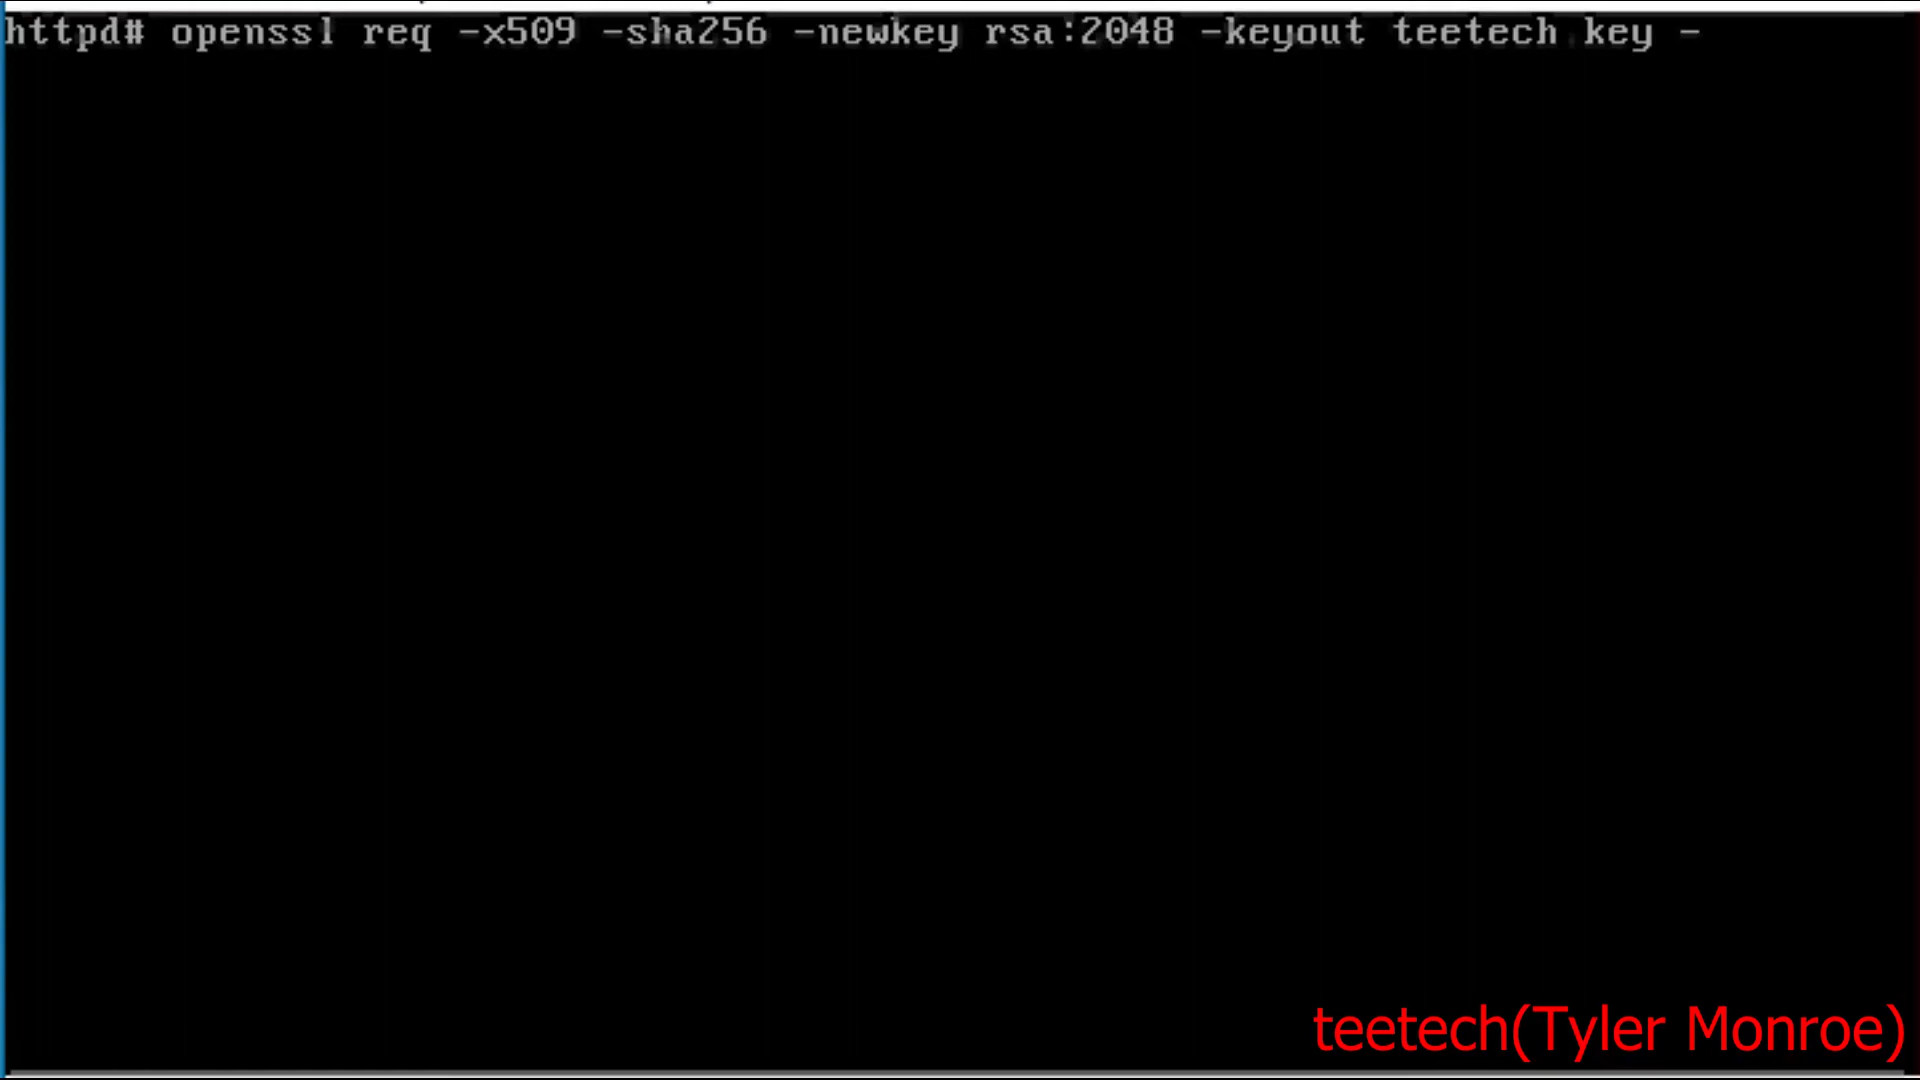 httpd# openssl req -x509 -sha256 -newkey rsa:2048 -keyout teetech key -
teetech(Tyler Monroe)